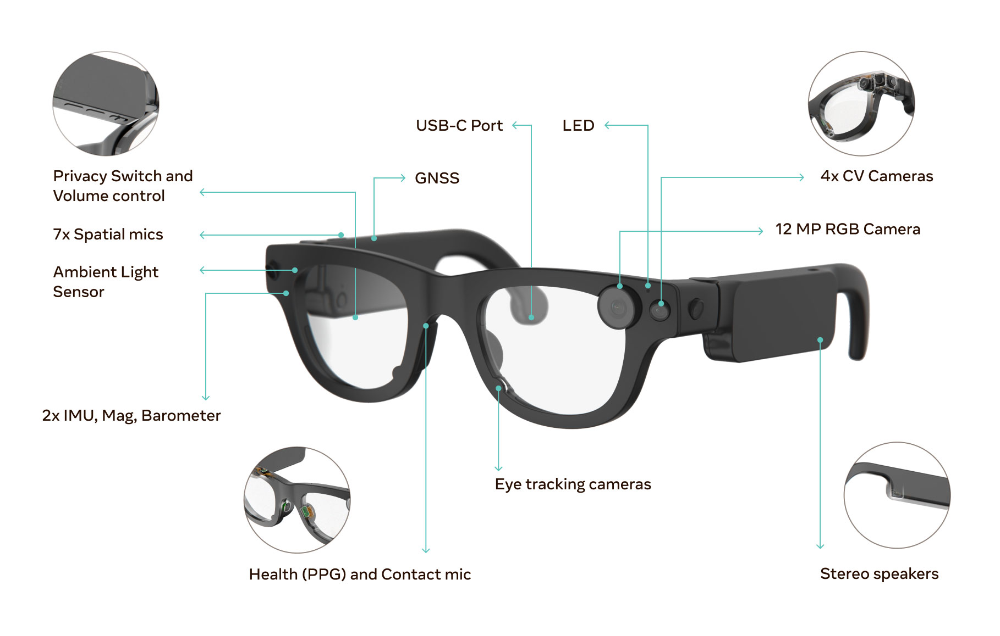 USB-C Port
LED
Privacy Switch and
Volume control
GNSS
4x CV Cameras
7x Spatial mics
12 MP RGB Camera
Ambient Light
Sensor
2x IMU, Mag, Barometer
Eye tracking cameras
Health (PPG) and Contact mic
Stereo speakers